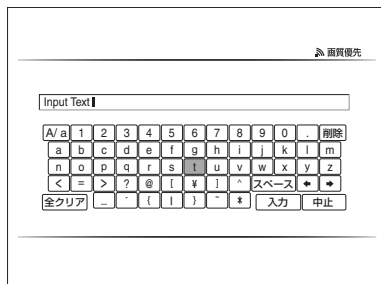 画質優先
Input Text
A/a 1 2 3 4 5 6 7 8 9 0 . 削除
a b c d e f g h i j k l m
n o p q r s t u v w x y z
< = > ? @ [ ¥ ] ^ スペース ← →
全クリア _ ´ { | } ~ * 入力 中止